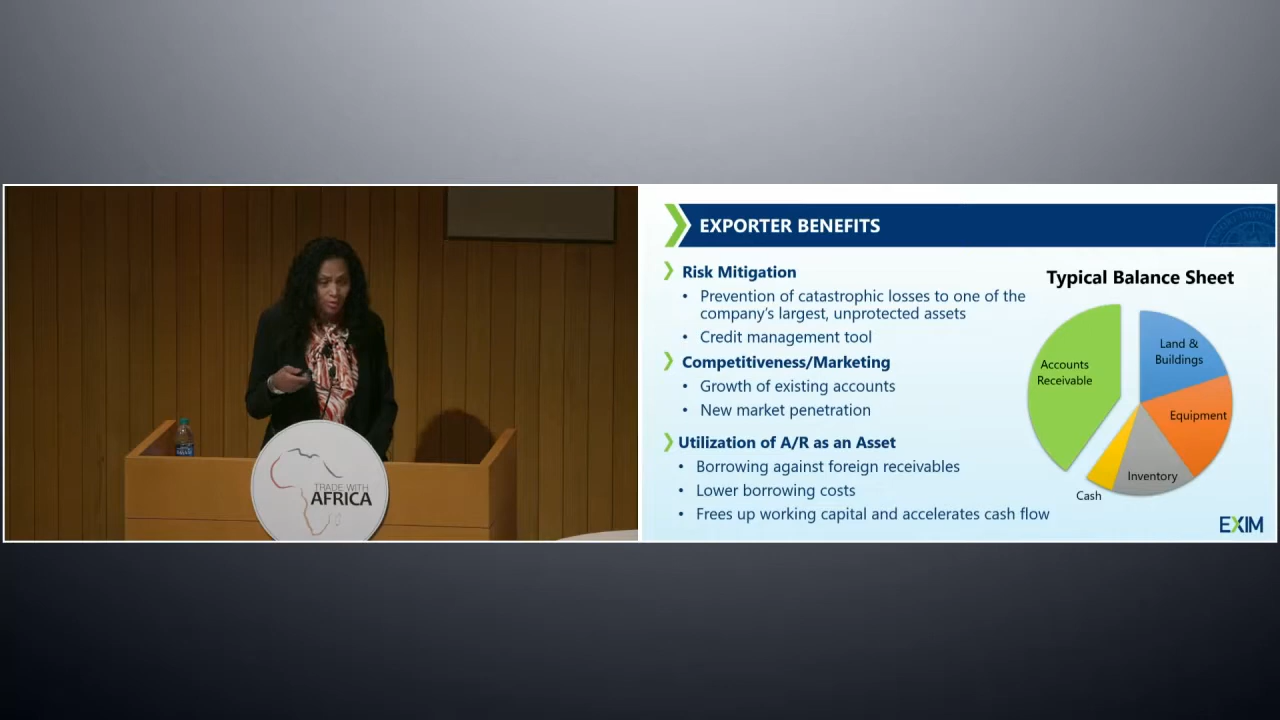 TRADE WITH
AFRICA
EXPORTER BENEFITS
Risk Mitigation
• Prevention of catastrophic losses to one of the
company's largest, unprotected assets
• Credit management tool
Competitiveness/Marketing
• Growth of existing accounts
• New market penetration
Utilization of A/R as an Asset
• Borrowing against foreign receivables
• Lower borrowing costs
• Frees up working capital and accelerates cash flow
Typical Balance Sheet
Land &
Buildings
Accounts
Receivable
Equipment
Inventory
Cash
EXIM